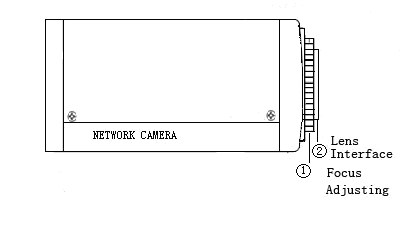 NETWORK CAMERA
② Lens
Interface
① Focus
Adjusting